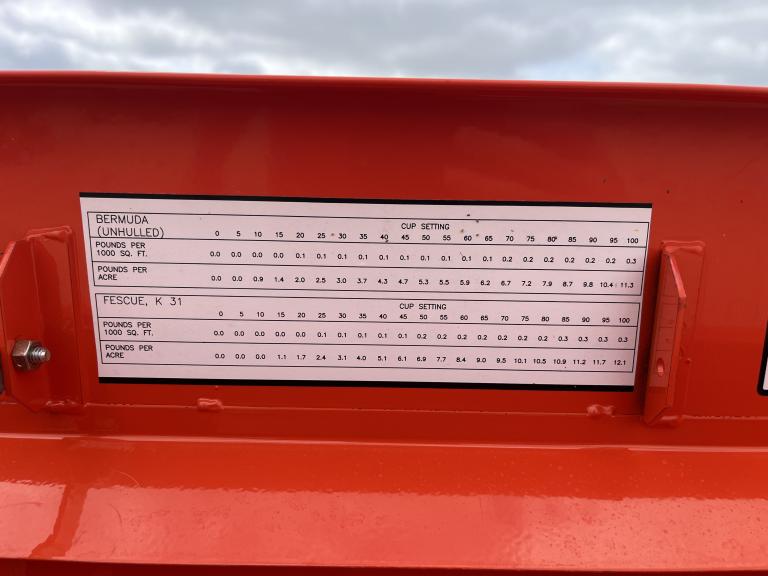 BERMUDA
(UNHULLED)
CUP SETTING
0 5 10 15 20 25 30 35 40 45 50 55 60 65 70 75 80 85 90 95 100
POUNDS PER
1000 SQ. FT.
0.0 0.0 0.0 0.0 0.1 0.1 0.1 0.1 0.1 0.1 0.1 0.1 0.1 0.1 0.2 0.2 0.2 0.2 0.2 0.2 0.3
POUNDS PER
ACRE
0.0 0.0 0.9 1.4 2.0 2.5 3.0 3.7 4.3 4.7 5.3 5.5 5.9 6.2 6.7 7.2 7.9 8.7 9.8 10.4 11.3
FESCUE, K 31
CUP SETTING
0 5 10 15 20 25 30 35 40 45 50 55 60 65 70 75 80 85 90 95 100
POUNDS PER
1000 SQ. FT.
0.0 0.0 0.0 0.0 0.0 0.1 0.1 0.1 0.1 0.1 0.2 0.2 0.2 0.2 0.2 0.2 0.2 0.3 0.3 0.3 0.3
POUNDS PER
ACRE
0.0 0.0 0.0 1.1 1.7 2.4 3.1 4.0 5.1 6.1 6.9 7.7 8.4 9.0 9.5 10.1 10.5 10.9 11.2 11.7 12.1